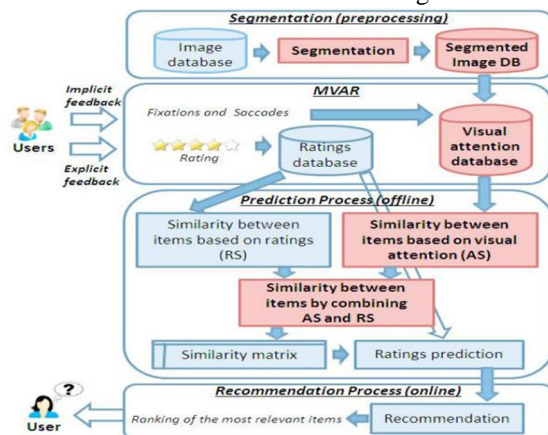 Segmentation (preprocessing)
Image
database
Segmentation
Segmented
Image DB
Implicit
feedback
MVAR
Fixations and Saccades
Users
Rating
Ratings
database
Visual
attention
database
Explicit
feedback
Prediction Process (offline)
Similarity between
items based on ratings
(RS)
Similarity between
items based on visual
attention (AS)
Similarity between
items by combining
AS and RS
Similarity matrix
Ratings prediction
Recommendation Process (online)
?
User
Ranking of the most relevant items
Recommendation